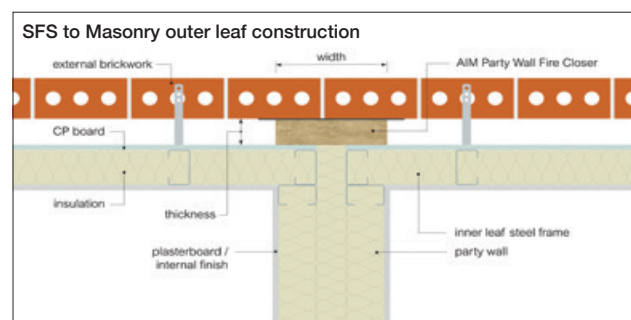 SFS to Masonry outer leaf construction
width
external brickwork
AIM Party Wall Fire Closer
CP board
insulation
thickness
inner leaf steel frame
plasterboard /
internal finish
party wall